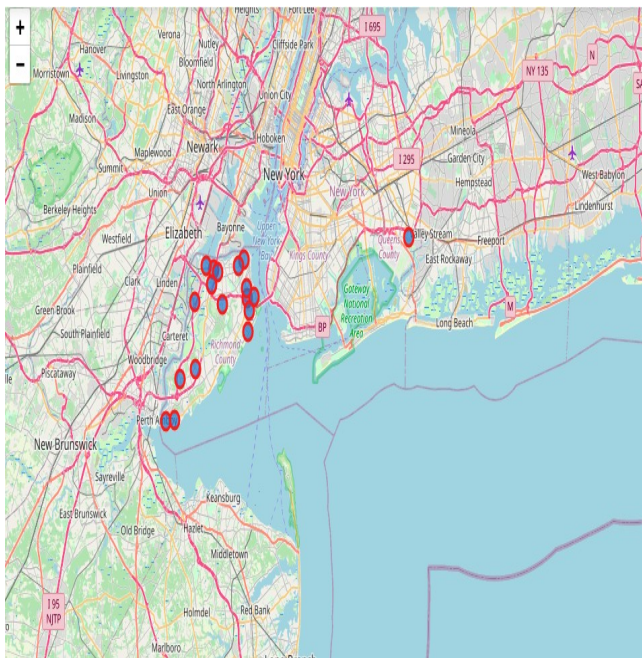 +
−
Verona
Nutley
Heights
Fort Lee
I 695
Hanover
Bloomfield
Cliffside Park
N
Morristown
Livingston
North Arlington
NY 135
SA
East Orange
Union City
Madison
Maplewood
Newark
Hoboken
Mineola
Summit
New York
I 295
Garden City
West Babylon
Union
New York
Hempstead
Berkeley Heights
Lindenhurst
Elizabeth
Bayonne
Westfield
Upper
New York
Bay
Queens
County
alley Stream
Freeport
Plainfield
Clark
Linden
Kings County
East Rockaway
Green Brook
Gateway
National
Recreation
Area
M
South Plainfield
Carteret
BP
Long Beach
Richmond
County
Woodbridge
Piscataway
Perth A
New Brunswick
Sayreville
East Brunswick
Keansburg
Old Bridge
Hazlet
Middletown
I 95
NJTP
Holmdel
Red Bank
Marlboro